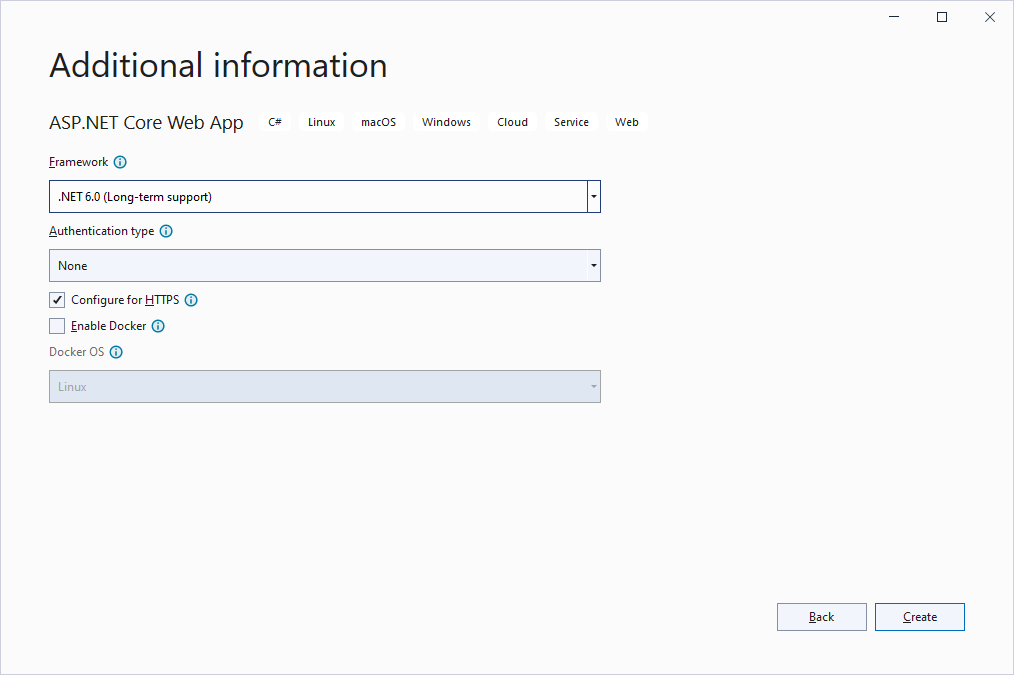 Additional information
ASP.NET Core Web App C# Linux macOS Windows Cloud Service Web
Framework
.NET 6.0 (Long-term support)
Authentication type
None
Configure for HTTPS
Enable Docker
Docker OS
Linux
Back Create